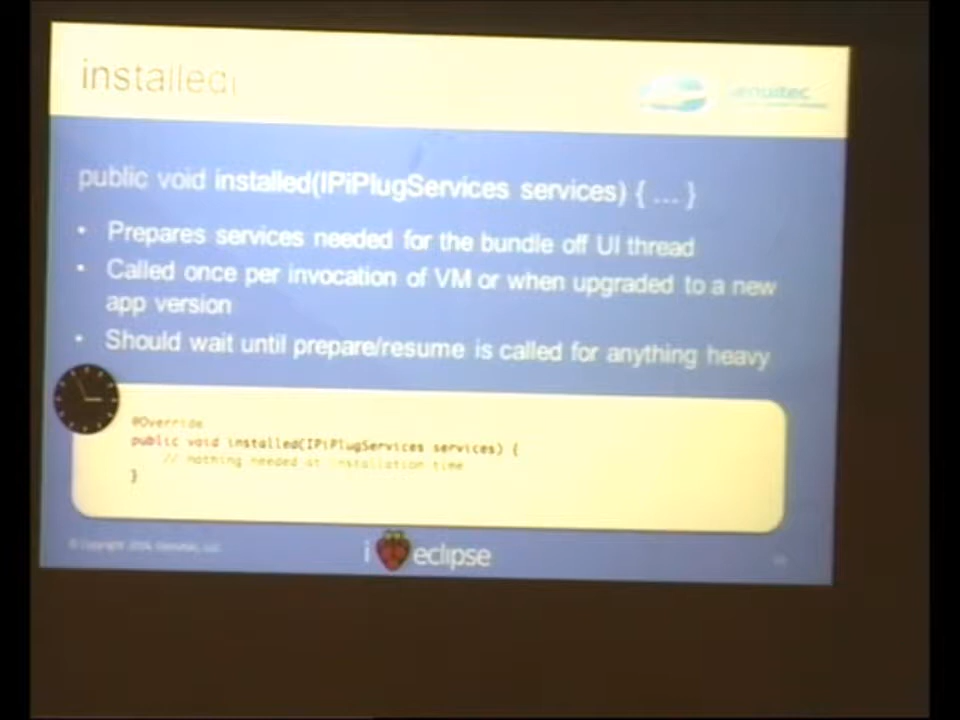 installed
enuitec
public void installed(IPiPlugServices services) { ... }
• Prepares services needed for the bundle off UI thread
• Called once per invocation of VM or when upgraded to a new
app version
• Should wait until prepare/resume is called for anything heavy
@Override
public void installed(IPiPlugServices services) {
// nothing needed at installation time
}
© Copyright
i eclipse